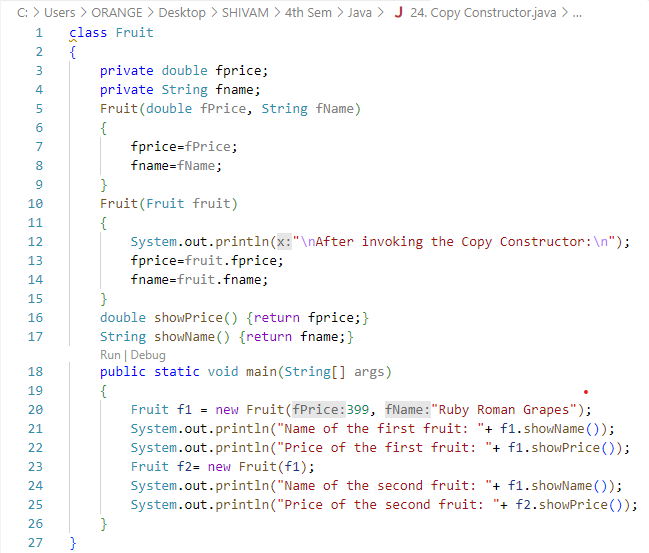 C: > Users > ORANGE > Desktop > SHIVAM > 4th Sem > Java > J 24. Copy Constructor.java > ...
1 class Fruit
2 {
3 private double fprice;
4 private String fname;
5 Fruit(double fPrice, String fName)
6 {
7 fprice=fPrice;
8 fname=fName;
9 }
10 Fruit(Fruit fruit)
11 {
12 System.out.println(x:"\nAfter invoking the Copy Constructor:\n");
13 fprice=fruit.fprice;
14 fname=fruit.fname;
15 }
16 double showPrice() {return fprice;}
17 String showName() {return fname;}
Run | Debug
18 public static void main(String[] args)
19 {
20 Fruit f1 = new Fruit(fPrice:399, fName:"Ruby Roman Grapes");
21 System.out.println("Name of the first fruit: "+ f1.showName());
22 System.out.println("Price of the first fruit: "+ f1.showPrice());
23 Fruit f2= new Fruit(f1);
24 System.out.println("Name of the second fruit: "+ f1.showName());
25 System.out.println("Price of the second fruit: "+ f2.showPrice());
26 }
27 }